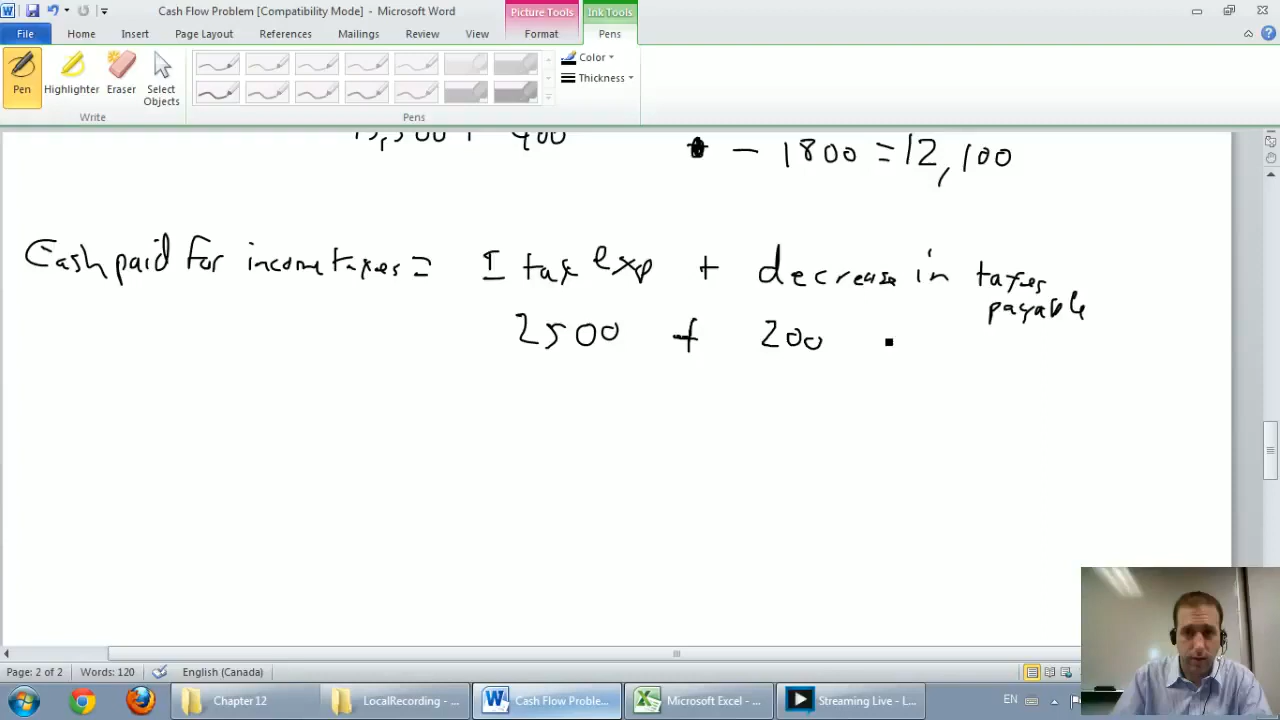 Cash Flow Problem [Compatibility Mode] - Microsoft Word
Picture Tools
Ink Tools
File Home Insert Page Layout References Mailings Review View Format Pens
Pen Highlighter Eraser Select Objects
Color
Thickness
Write
Pens
400
- 1800 = 12,100
Cash paid for income taxes = I tax exp + decrease in taxes
payable
2500 + 200
Page: 2 of 2 Words: 120 English (Canada)
Chapter 12 LocalRecording - ... Cash Flow Proble... Microsoft Excel - ... Streaming Live - L... EN